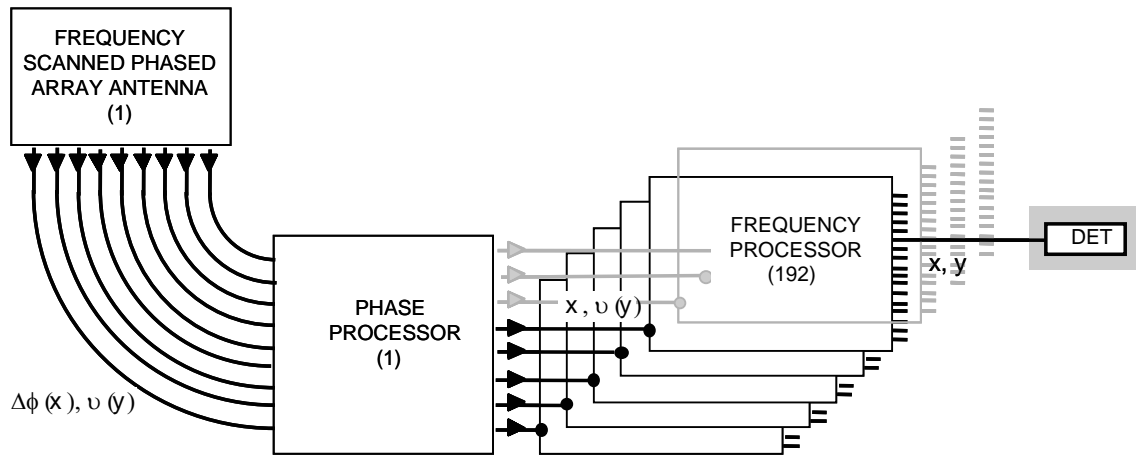 FREQUENCY
SCANNED PHASED
ARRAY ANTENNA
(1)
FREQUENCY
PROCESSOR
(192)
DET
x, y
x, υ(y)
PHASE
PROCESSOR
(1)
Δϕ(x), υ(y)